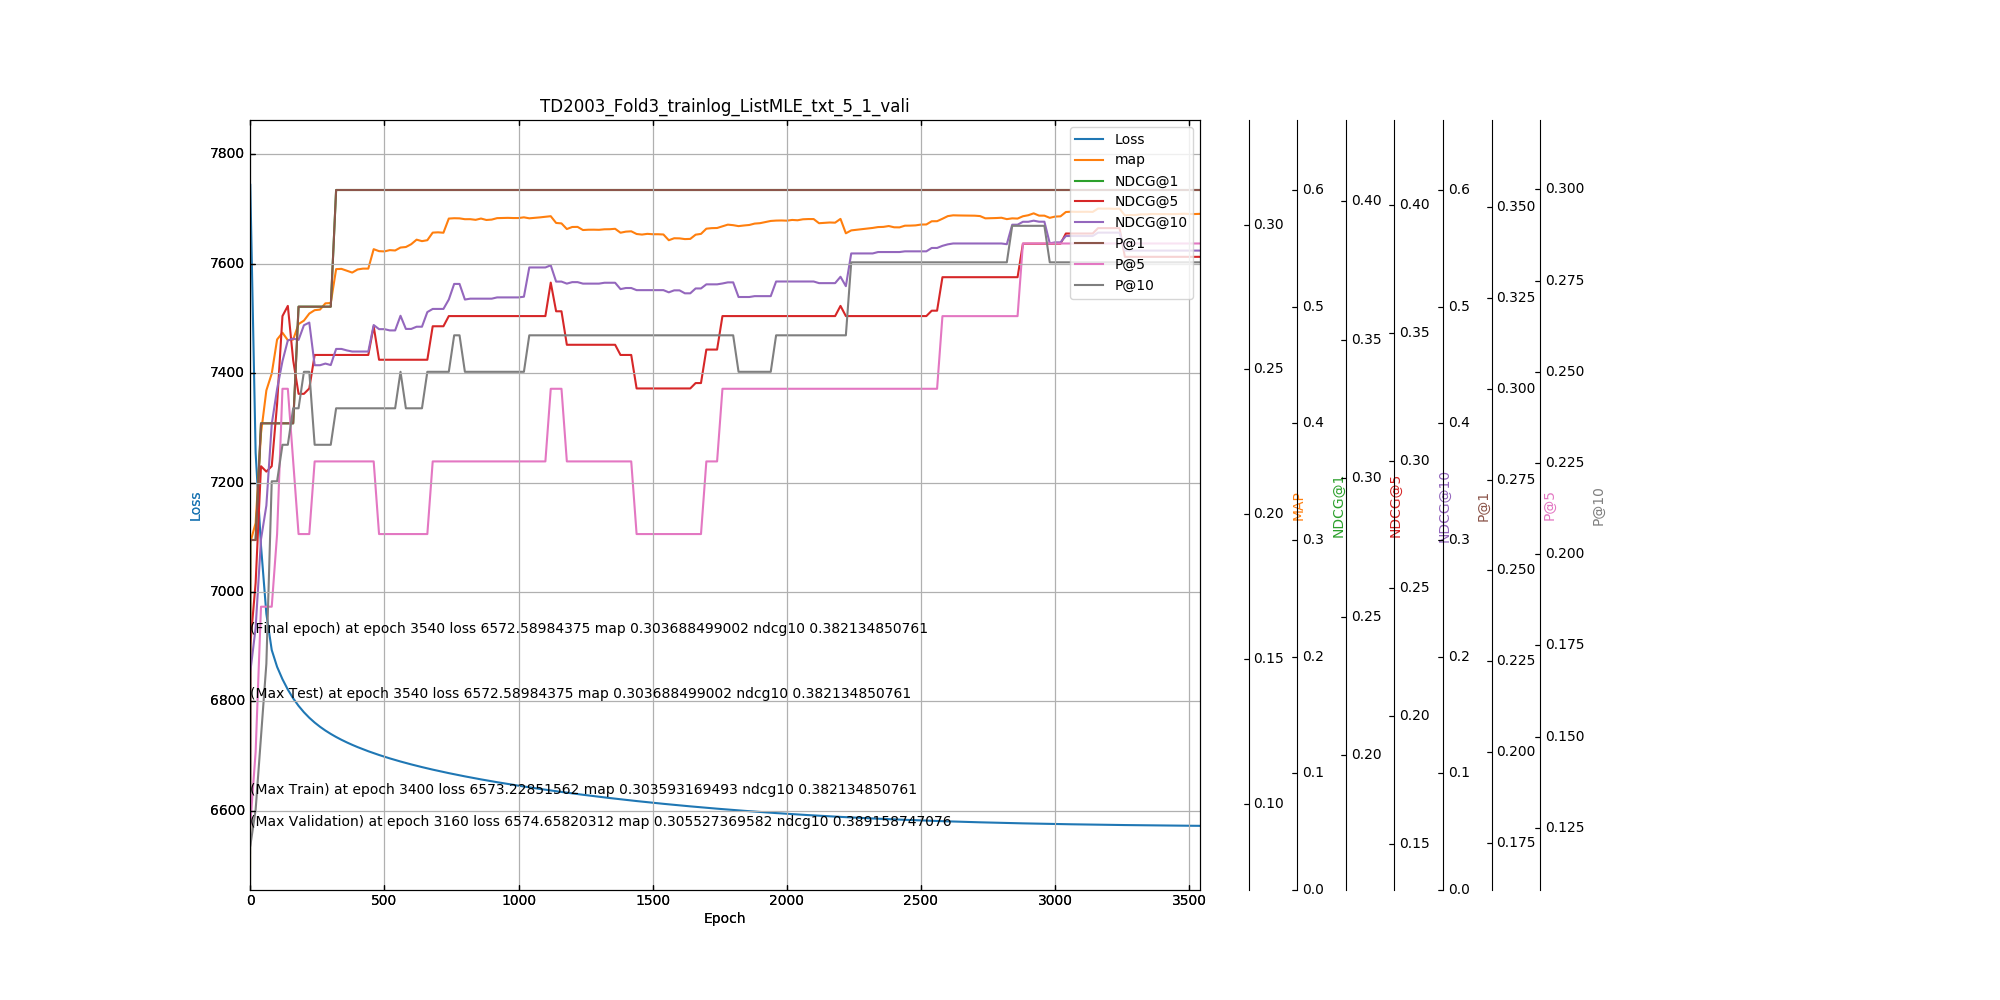 TD2003_Fold3_trainlog_ListMLE_txt_5_1_vali
Loss
map
NDCG@1
NDCG@5
NDCG@10
P@1
P@5
P@10
7800
7600
7400
7200
7000
6800
6600
Loss
(Final epoch) at epoch 3540 loss 6572.58984375 map 0.303688499002 ndcg10 0.382134850761
(Max Test) at epoch 3540 loss 6572.58984375 map 0.303688499002 ndcg10 0.382134850761
(Max Train) at epoch 3400 loss 6573.22851562 map 0.303593169493 ndcg10 0.382134850761
(Max Validation) at epoch 3160 loss 6574.65820312 map 0.305527369582 ndcg10 0.389158747076
0 500 1000 1500 2000 2500 3000 3500
Epoch
0.30
0.25
0.20
0.15
0.10
MAP
0.6
0.5
0.4
0.3
0.2
0.1
0.0
NDCG@1
0.40
0.35
0.30
0.25
0.20
NDCG@5
0.40
0.35
0.30
0.25
0.20
0.15
NDCG@10
0.6
0.5
0.4
0.3
0.2
0.1
0.0
P@1
0.350
0.325
0.300
0.275
0.250
0.225
0.200
0.175
P@5
0.300
0.275
0.250
0.225
0.200
0.175
0.150
0.125
P@10